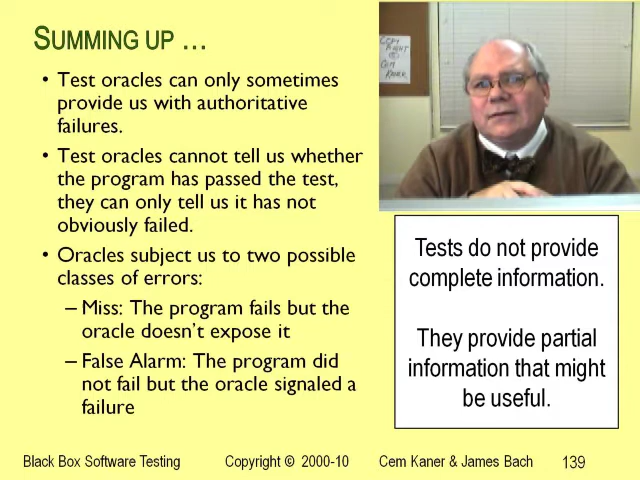 SUMMING UP …
• Test oracles can only sometimes
provide us with authoritative
failures.
• Test oracles cannot tell us whether
the program has passed the test,
they can only tell us it has not
obviously failed.
• Oracles subject us to two possible
classes of errors:
– Miss: The program fails but the
oracle doesn't expose it
– False Alarm: The program did
not fail but the oracle signaled a
failure
COPY
RIGHT
©
CEM
KANER
Tests do not provide
complete information.
They provide partial
information that might
be useful.
Black Box Software Testing Copyright © 2000-10 Cem Kaner & James Bach 139